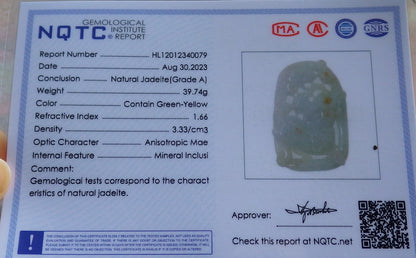 NQTC GEMOLOGICAL
INSTITUTE
REPORT
MA
GNRS
Report Number HL12012340079
Date Aug 30.2023
Conclusion Natural Jadeite(Grade A)
Weight 39.74g
Color Contain Green-Yellow
Refractive Index 1.66
Density 3.33/cm3
Optic Character Anisotropic Mae
Internal Feature Mineral Inclusi
Comment:
Gemological tests correspond to the charact
eristics of natural jadeite.
Approver:
Check this report at NQTC.net